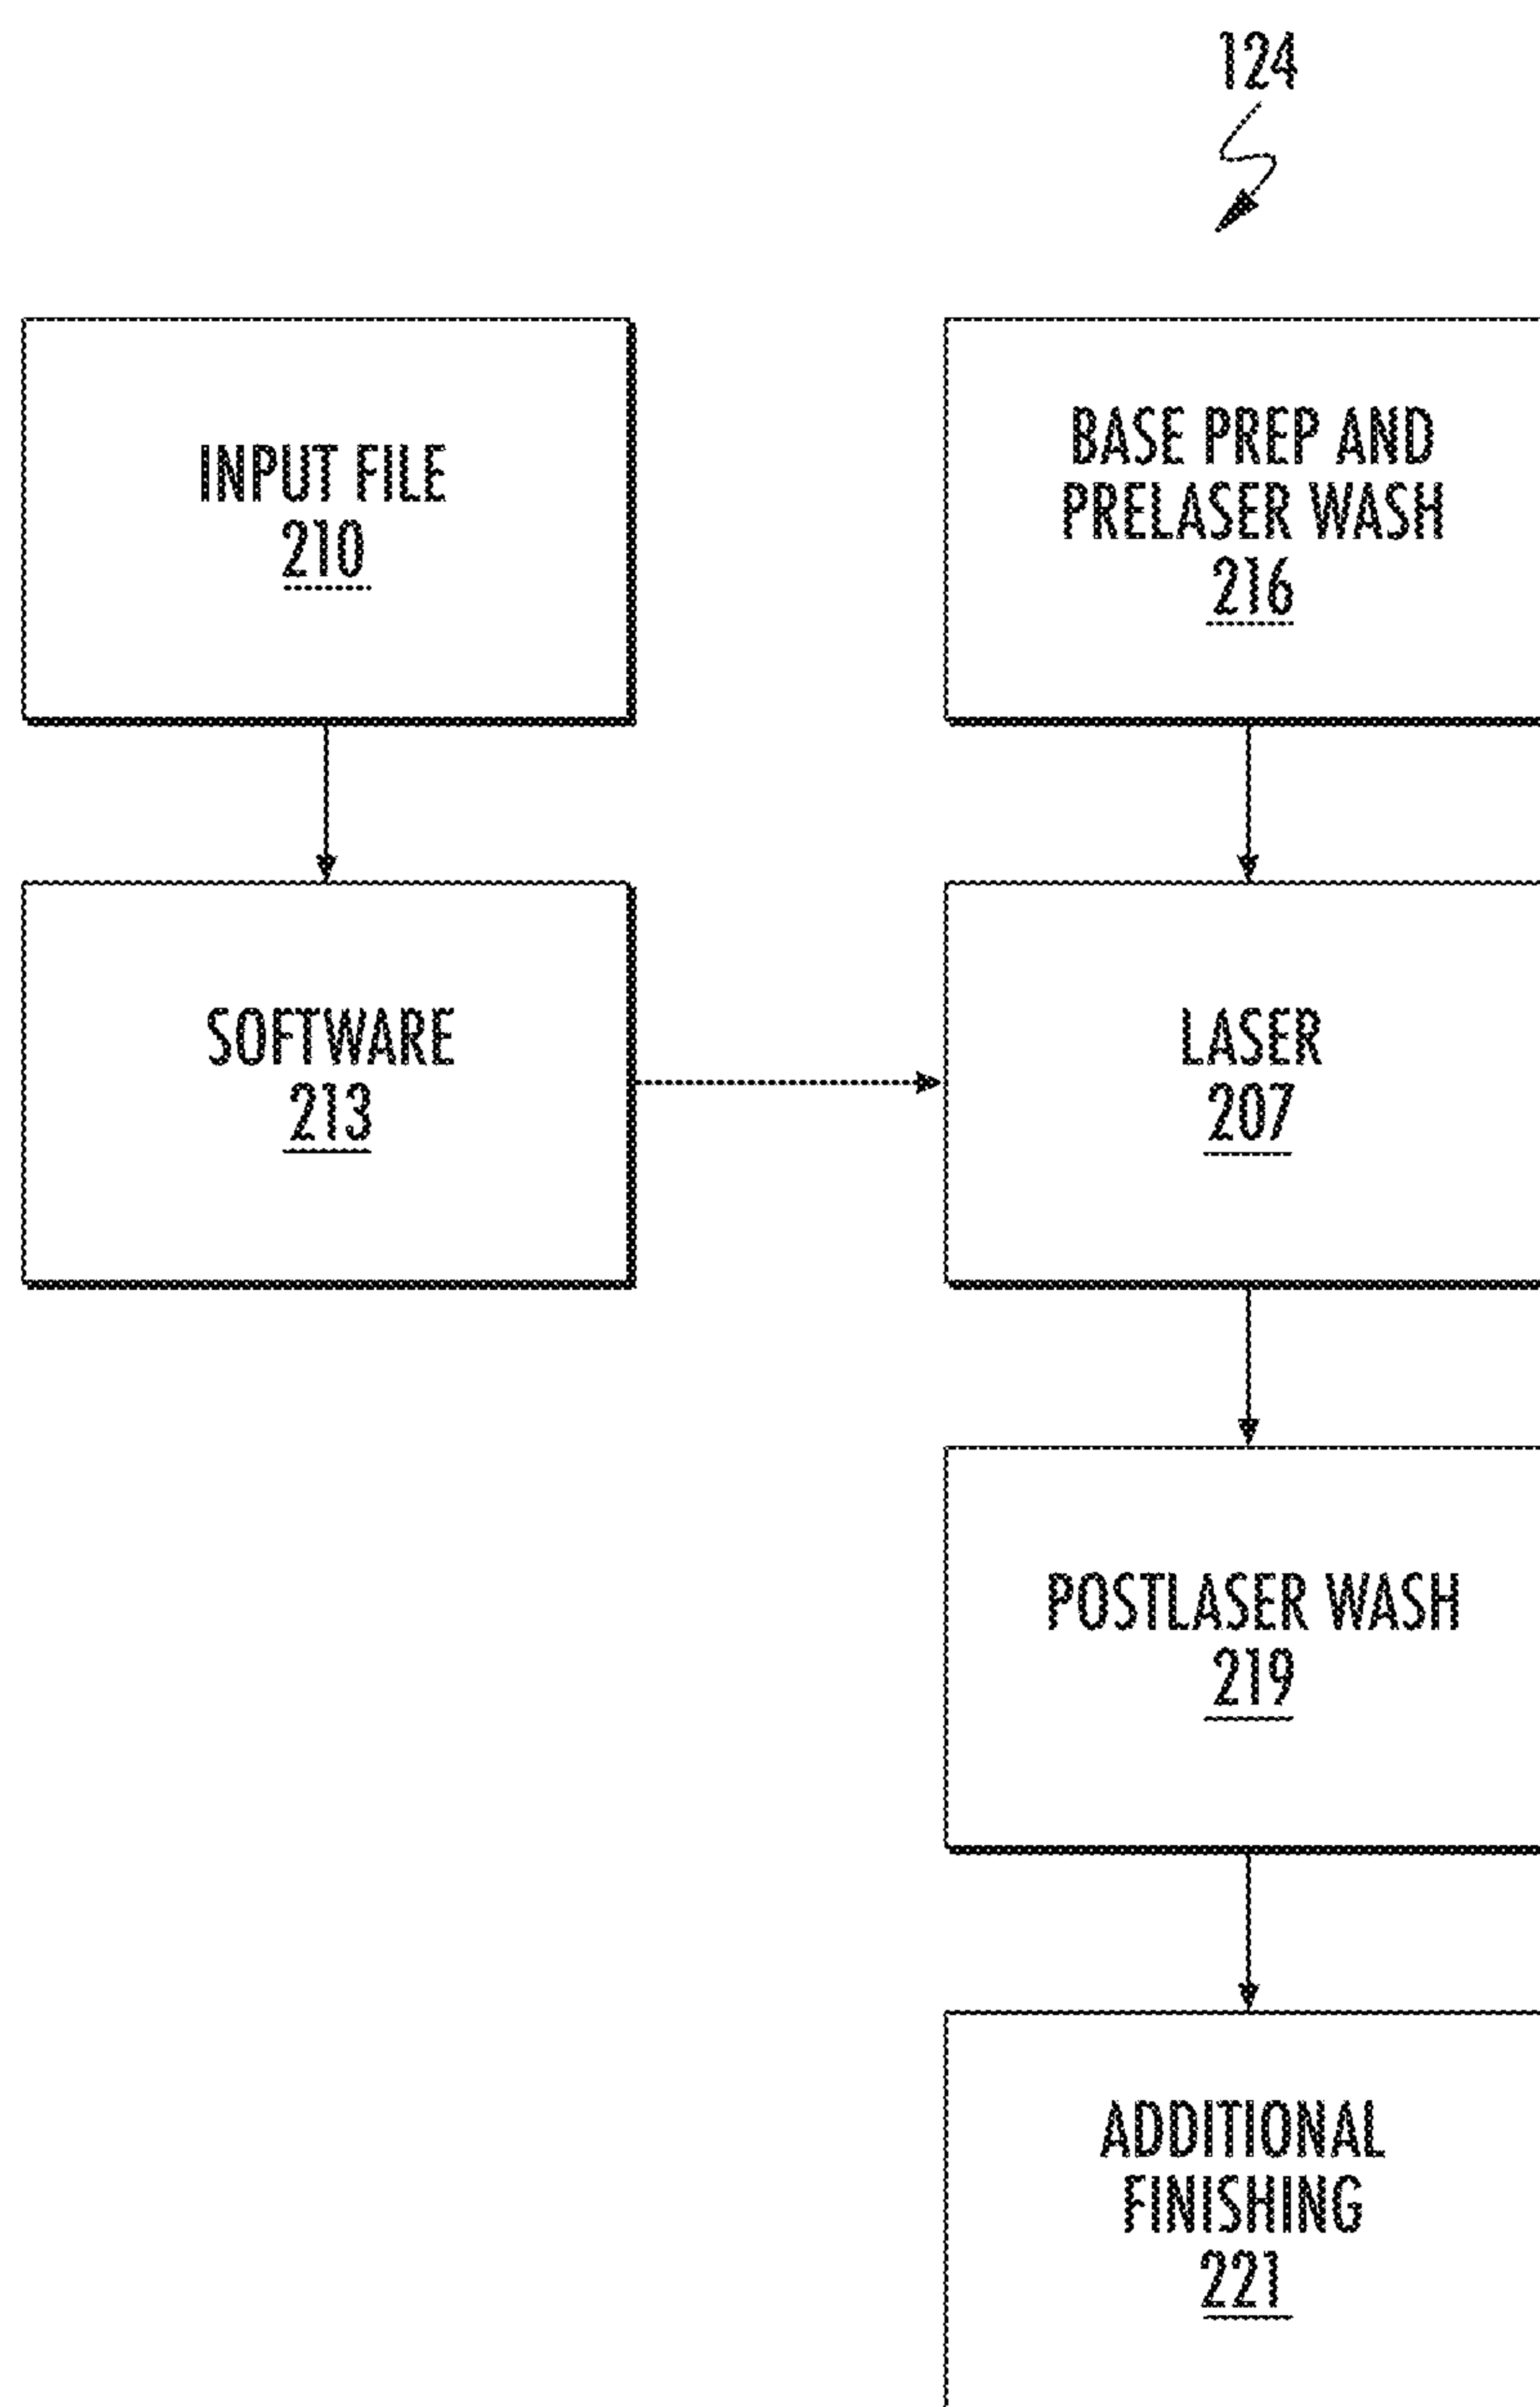 124
INPUT FILE
210
BASE PREP AND
PRELASER WASH
216
SOFTWARE
213
LASER
207
POSTLASER WASH
219
ADDITIONAL
FINISHING
221